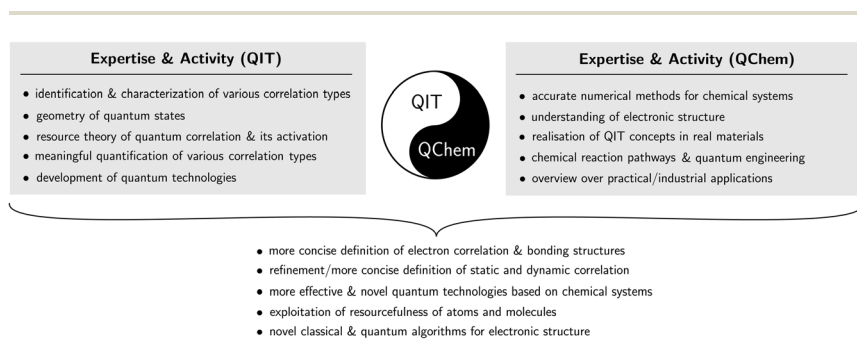 Expertise & Activity (QIT)
• identification & characterization of various correlation types
• geometry of quantum states
• resource theory of quantum correlation & its activation
• meaningful quantification of various correlation types
• development of quantum technologies
QIT
QChem
Expertise & Activity (QChem)
• accurate numerical methods for chemical systems
• understanding of electronic structure
• realisation of QIT concepts in real materials
• chemical reaction pathways & quantum engineering
• overview over practical/industrial applications
• more concise definition of electron correlation & bonding structures
• refinement/more concise definition of static and dynamic correlation
• more effective & novel quantum technologies based on chemical systems
• exploitation of resourcefulness of atoms and molecules
• novel classical & quantum algorithms for electronic structure